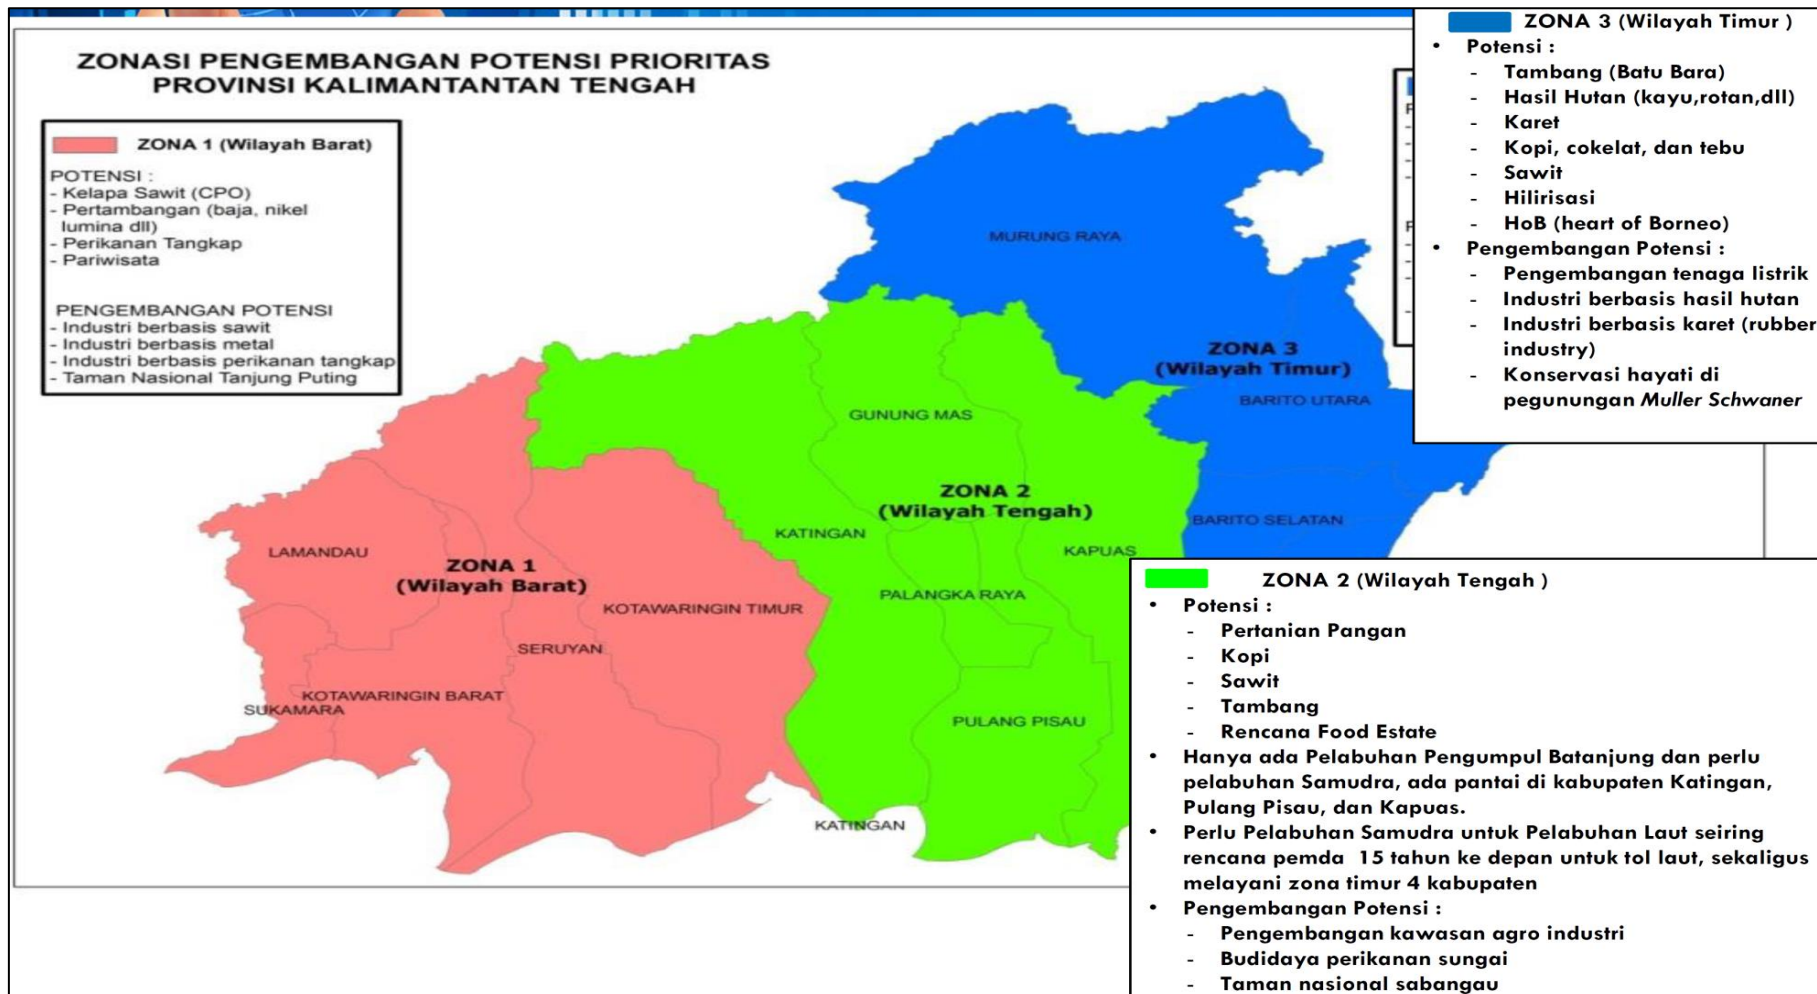 ZONASI PENGEMBANGAN POTENSI PRIORITAS
PROVINSI KALIMANTANTAN TENGAH
ZONA 1 (Wilayah Barat)
POTENSI :
- Kelapa Sawit (CPO)
- Pertambangan (baja, nikel
lumina dll)
- Perikanan Tangkap
- Pariwisata
PENGEMBANGAN POTENSI
- Industri berbasis sawit
- Industri berbasis metal
- Industri berbasis perikanan tangkap
- Taman Nasional Tanjung Puting
ZONA 3 (Wilayah Timur )
• Potensi :
- Tambang (Batu Bara)
- Hasil Hutan (kayu,rotan,dll)
- Karet
- Kopi, cokelat, dan tebu
- Sawit
- Hilirisasi
- HoB (heart of Borneo)
• Pengembangan Potensi :
- Pengembangan tenaga listrik
- Industri berbasis hasil hutan
- Industri berbasis karet (rubber
industry)
- Konservasi hayati di
pegunungan Muller Schwaner
MURUNG RAYA
ZONA 3
(Wilayah Timur)
BARITO UTARA
GUNUNG MAS
ZONA 2
(Wilayah Tengah)
BARITO SELATAN
KATINGAN
KAPUAS
LAMANDAU
ZONA 1
(Wilayah Barat)
PALANGKA RAYA
KOTAWARINGIN TIMUR
SERUYAN
KOTAWARINGIN BARAT
SUKAMARA
PULANG PISAU
KATINGAN
ZONA 2 (Wilayah Tengah )
• Potensi :
- Pertanian Pangan
- Kopi
- Sawit
- Tambang
- Rencana Food Estate
• Hanya ada Pelabuhan Pengumpul Batanjung dan perlu
pelabuhan Samudra, ada pantai di kabupaten Katingan,
Pulang Pisau, dan Kapuas.
• Perlu Pelabuhan Samudra untuk Pelabuhan Laut seiring
rencana pemda 15 tahun ke depan untuk tol laut, sekaligus
melayani zona timur 4 kabupaten
• Pengembangan Potensi :
- Pengembangan kawasan agro industri
- Budidaya perikanan sungai
- Taman nasional sabangau